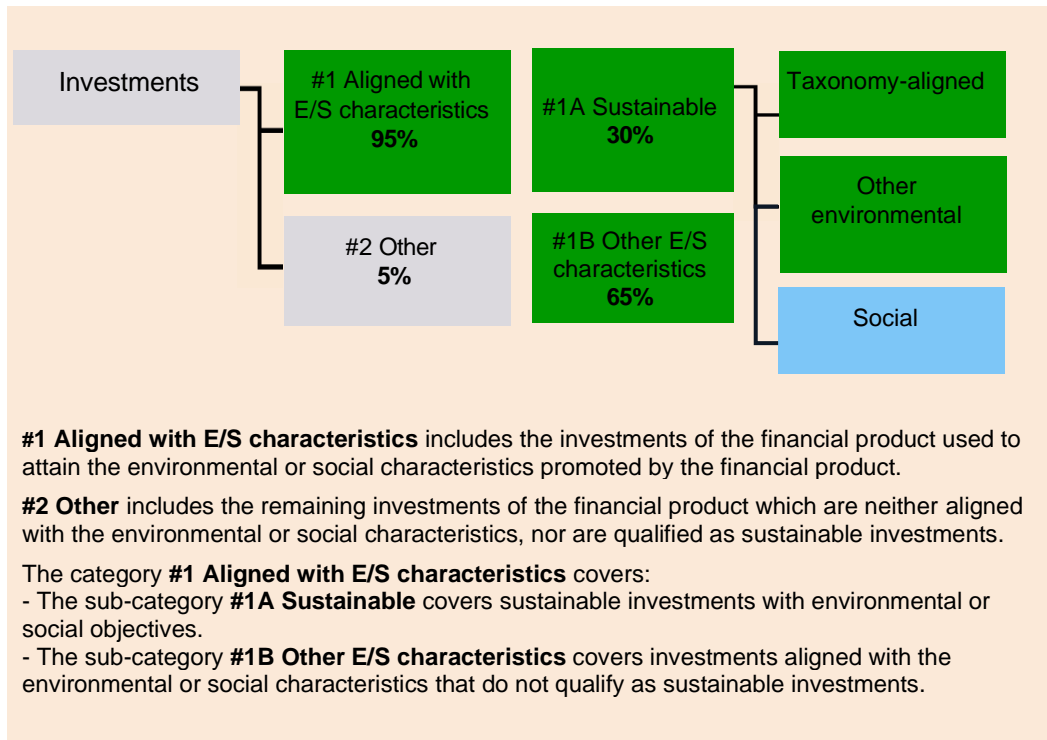 Investments
#1 Aligned with
E/S characteristics
95%
#2 Other
5%
#1A Sustainable
30%
#1B Other E/S
characteristics
65%
Taxonomy-aligned
Other
environmental
Social
#1 Aligned with E/S characteristics includes the investments of the financial product used to
attain the environmental or social characteristics promoted by the financial product.
#2 Other includes the remaining investments of the financial product which are neither aligned
with the environmental or social characteristics, nor are qualified as sustainable investments.
The category #1 Aligned with E/S characteristics covers:
- The sub-category #1A Sustainable covers sustainable investments with environmental or
social objectives.
- The sub-category #1B Other E/S characteristics covers investments aligned with the
environmental or social characteristics that do not qualify as sustainable investments.